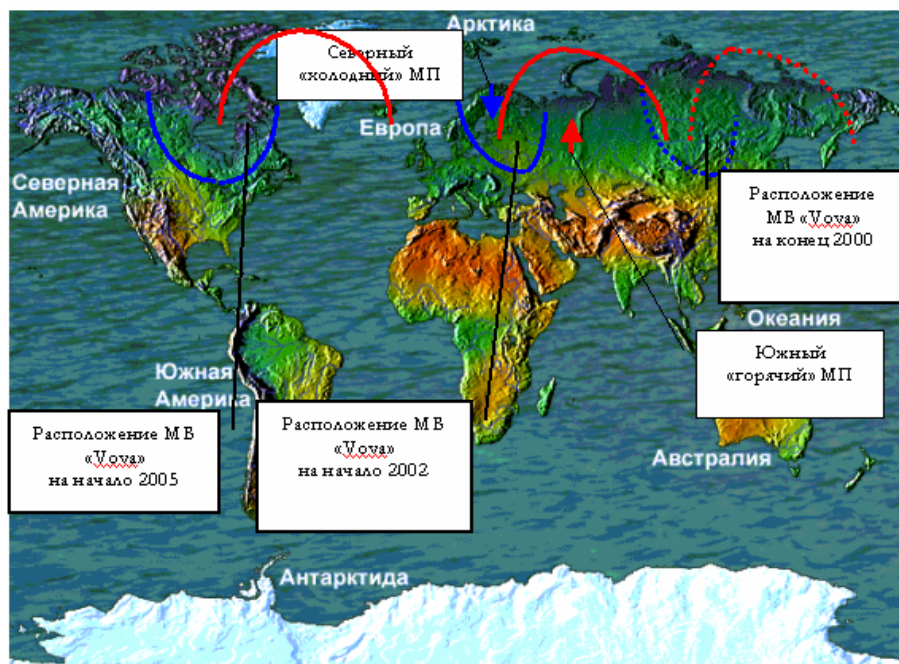 Арктика
Северный
«холодный» МП
Европа
Северная
Америка
Расположение
МВ «Vova»
на конец 2000
Океания
Южный
«горячий» МП
Южная
Америка
Расположение МВ
«Vova»
на начало 2005
Расположение МВ
«Vova»
на начало 2002
Австралия
Антарктида